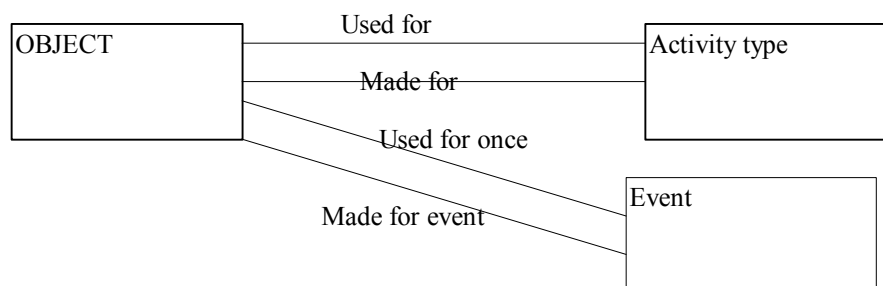 Used for
OBJECT
Activity type
Made for
Used for once
Event
Made for event